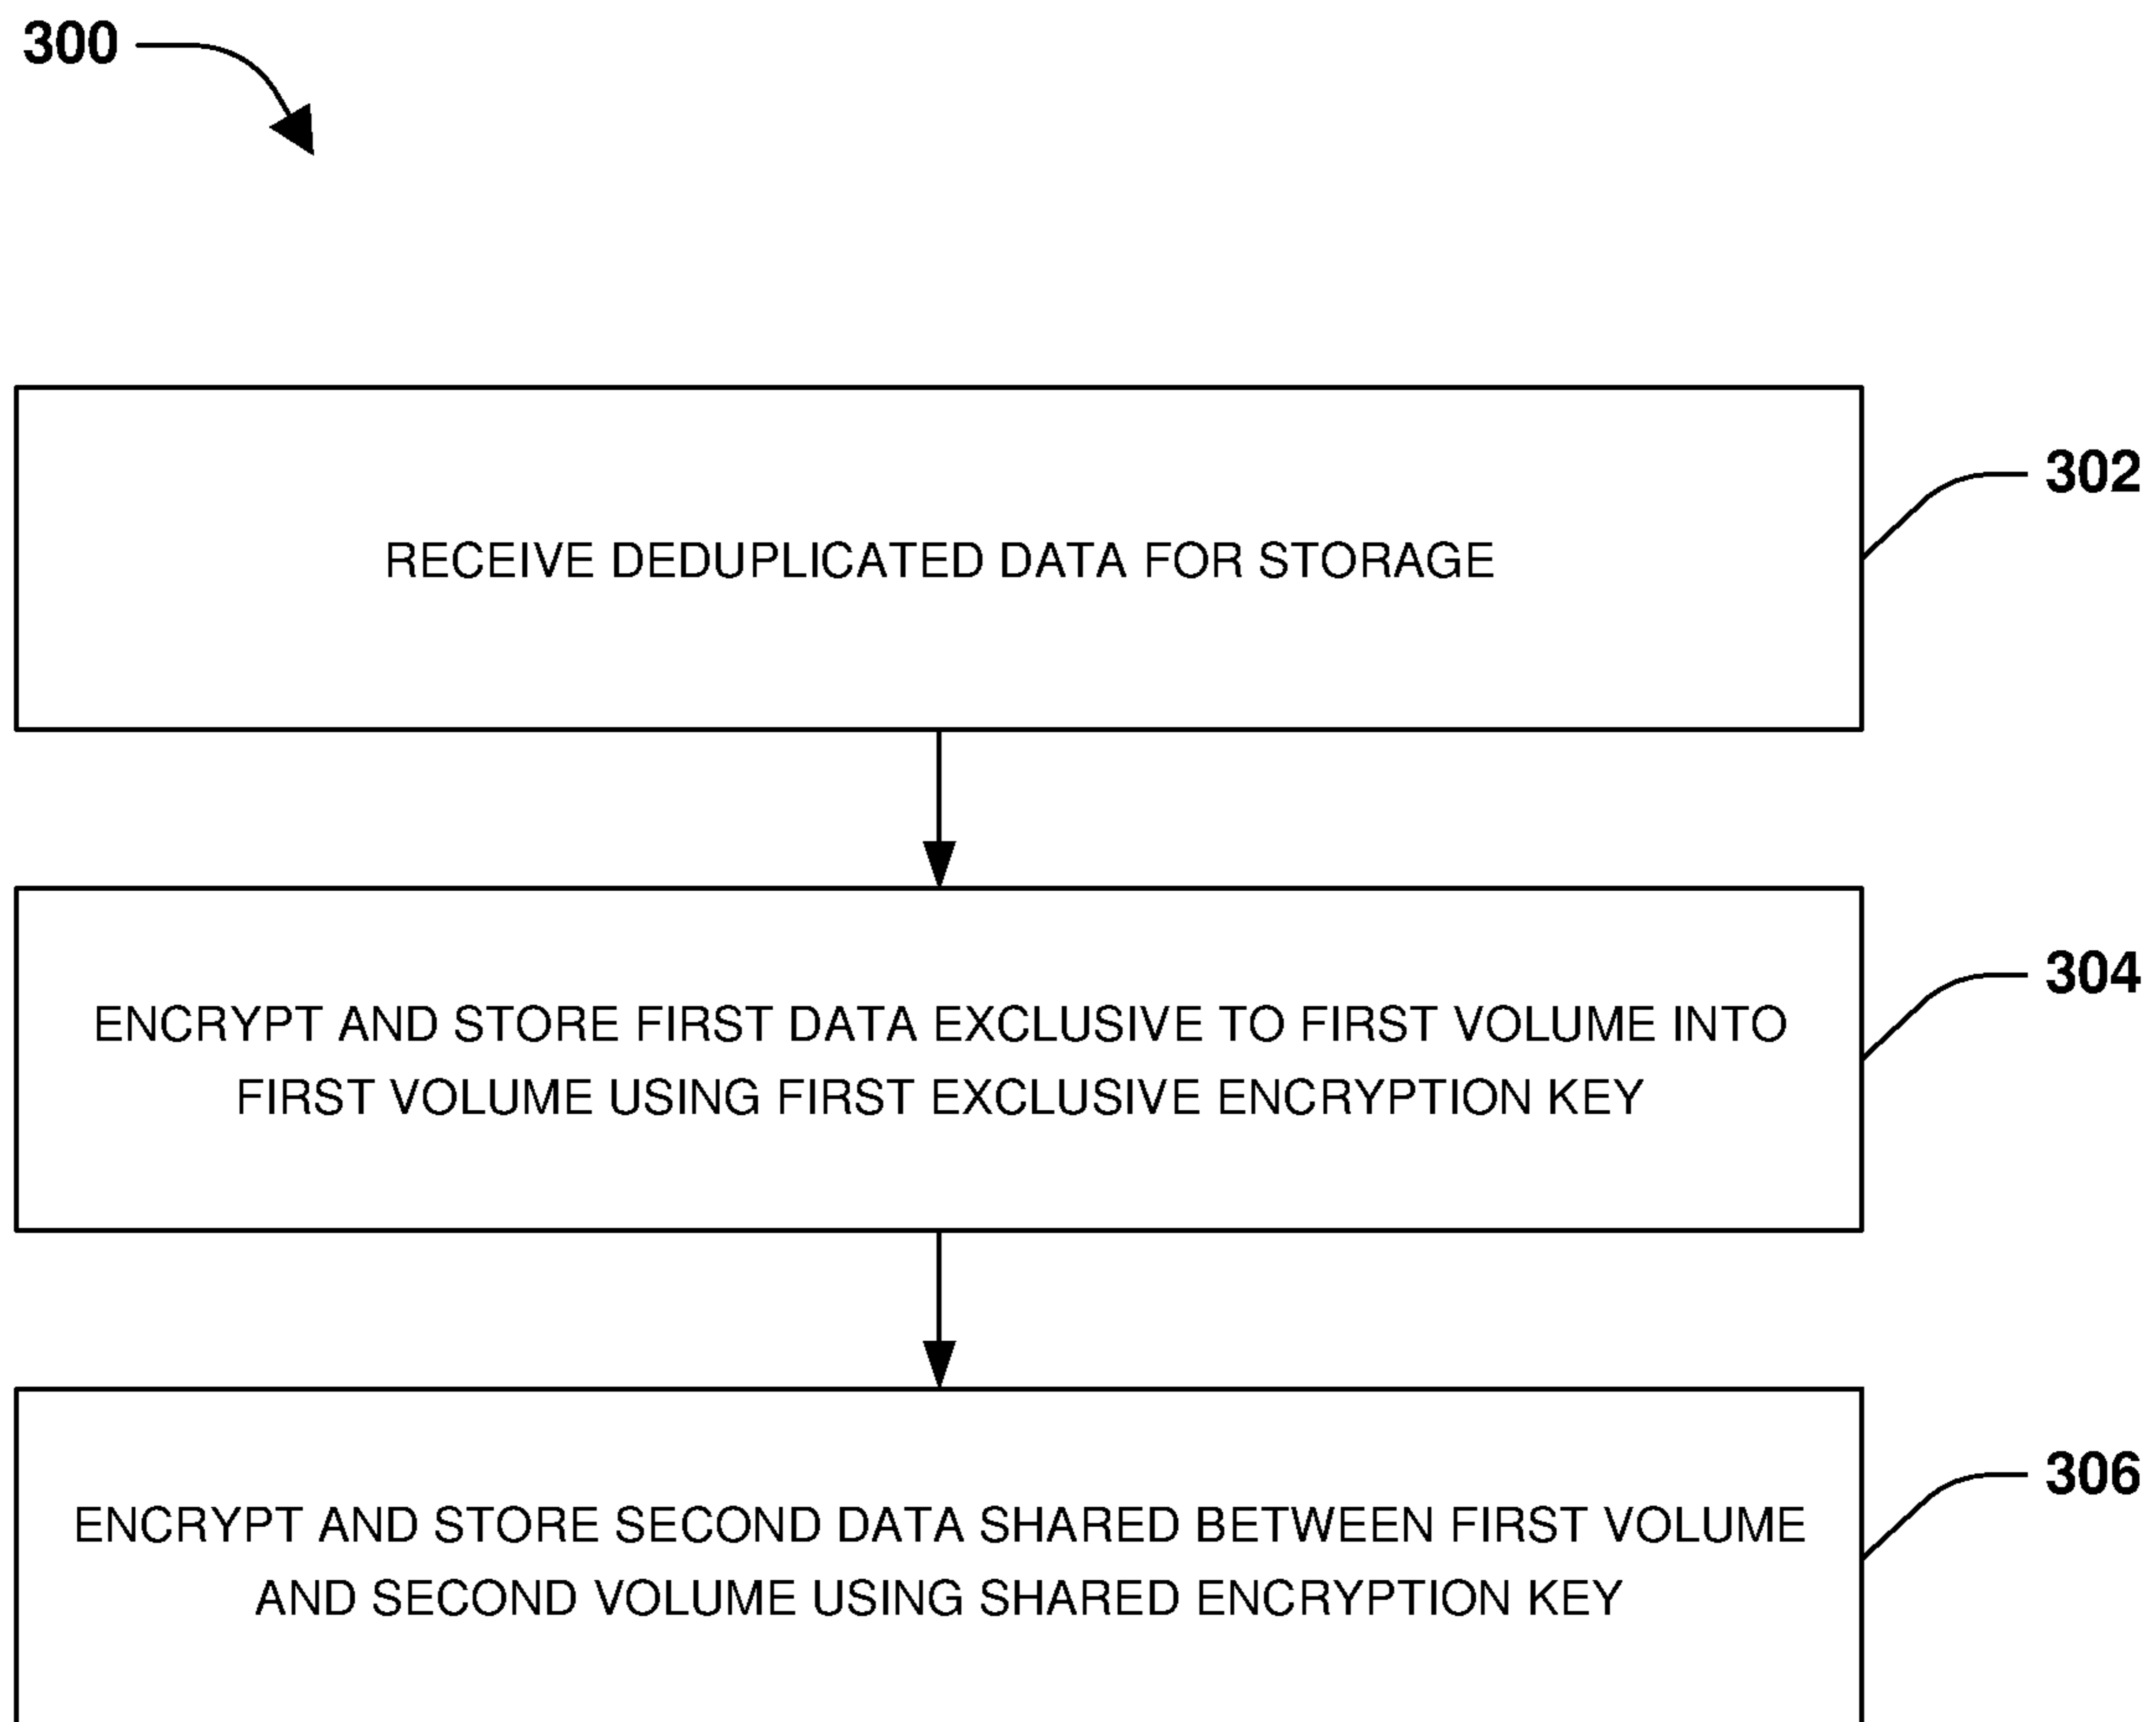 300
302
RECEIVE DEDUPLICATED DATA FOR STORAGE
304
ENCRYPT AND STORE FIRST DATA EXCLUSIVE TO FIRST VOLUME INTO
FIRST VOLUME USING FIRST EXCLUSIVE ENCRYPTION KEY
306
ENCRYPT AND STORE SECOND DATA SHARED BETWEEN FIRST VOLUME
AND SECOND VOLUME USING SHARED ENCRYPTION KEY